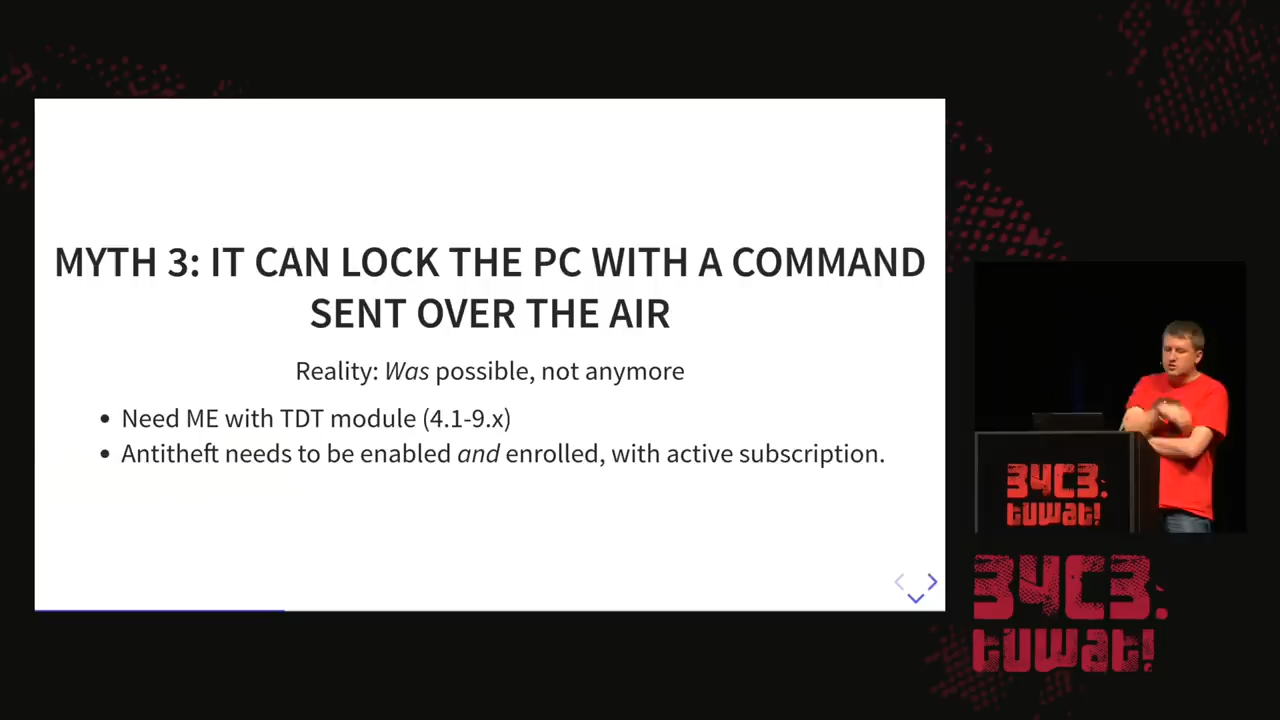 MYTH 3: IT CAN LOCK THE PC WITH A COMMAND
SENT OVER THE AIR
Reality: Was possible, not anymore
• Need ME with TDT module (4.1-9.x)
• Antitheft needs to be enabled and enrolled, with active subscription.
34C3.
tuwat!
34C3.
tuwat!